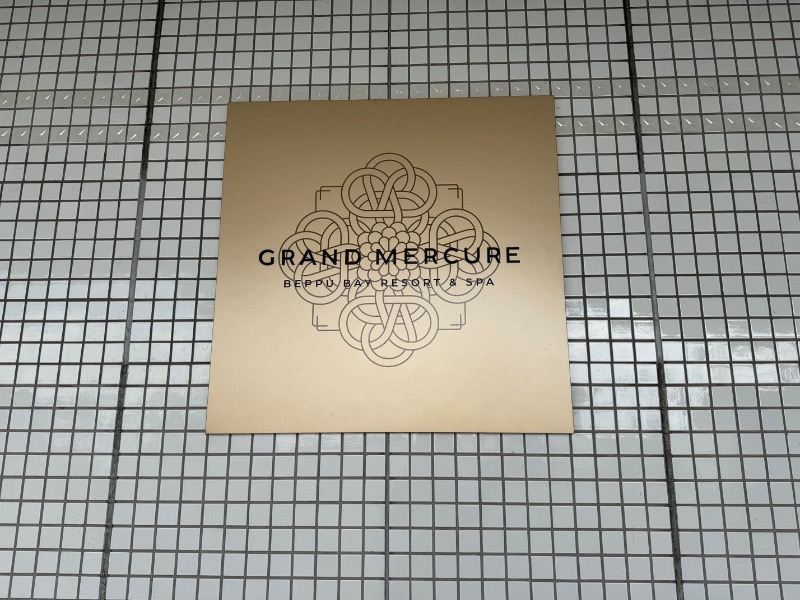 GRAND MERCURE
BEPPU BAY RESORT & SPA